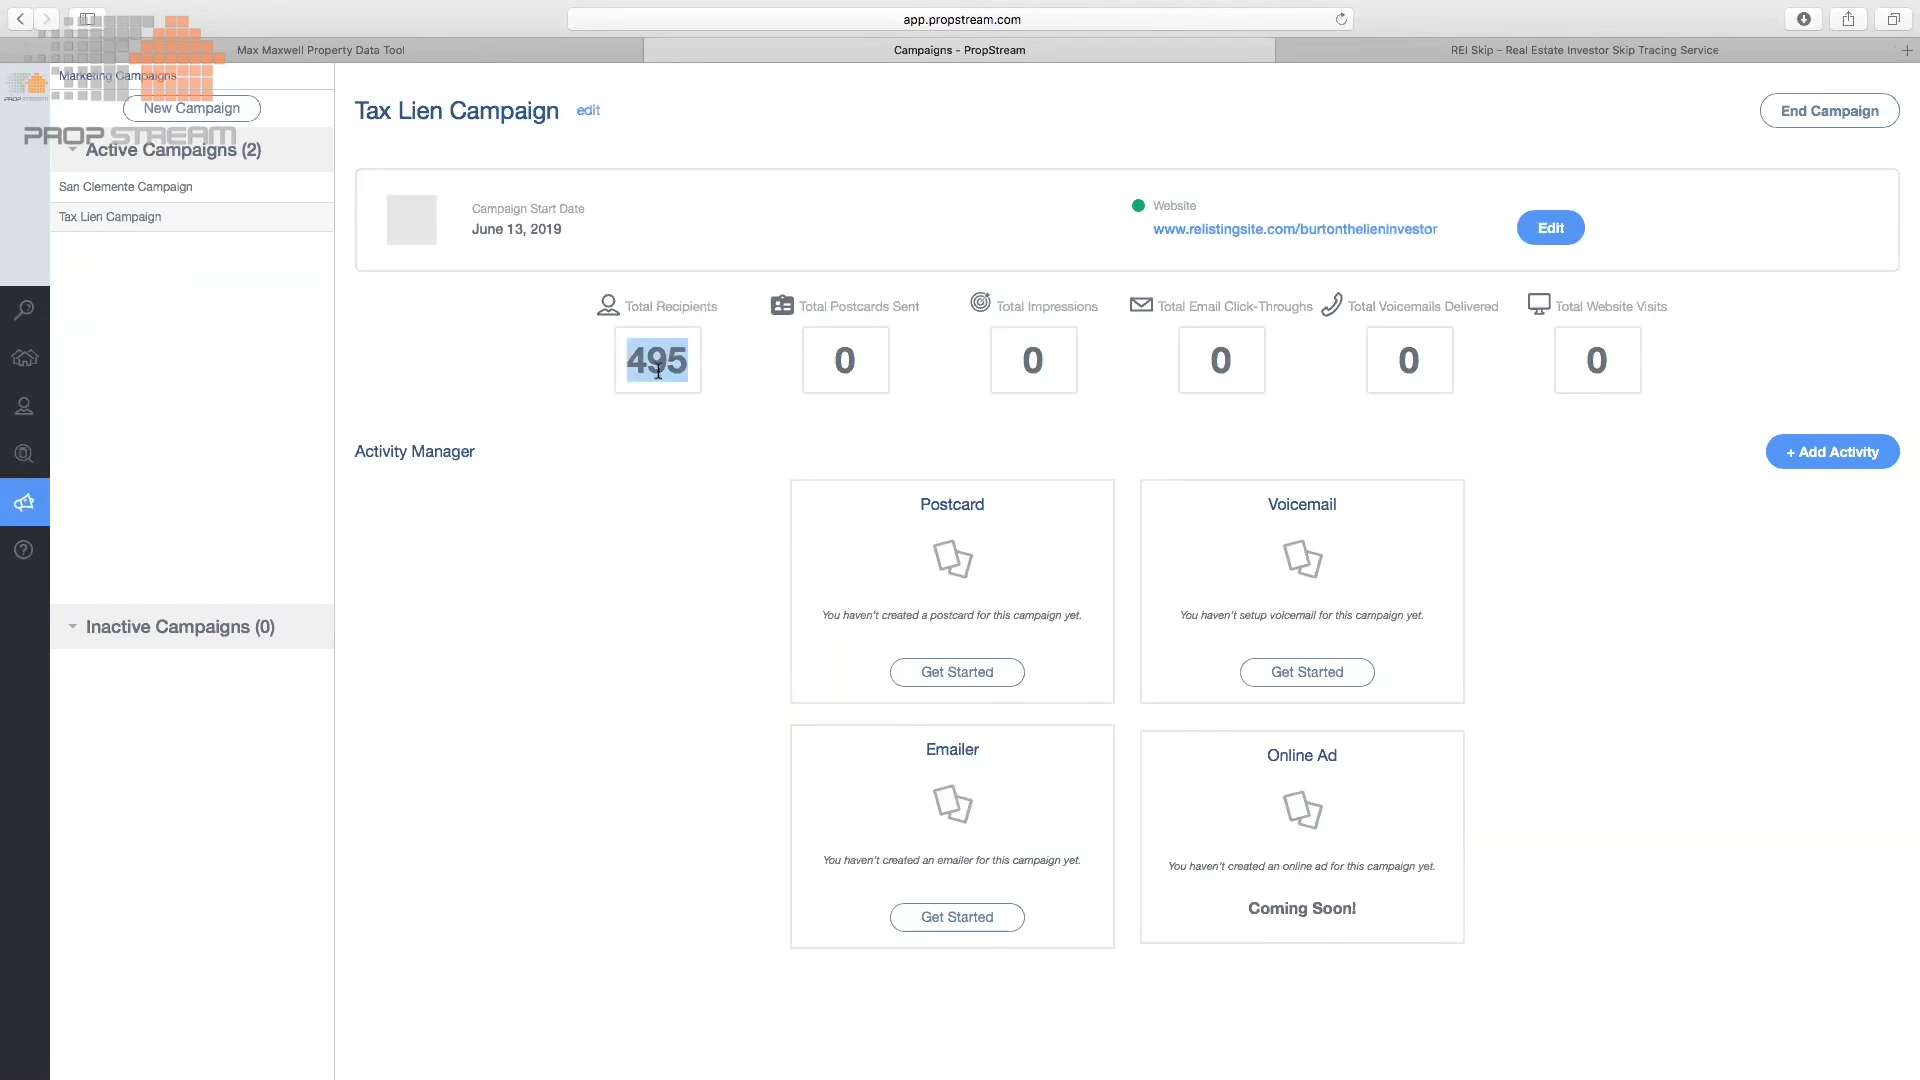 app.propstream.com
Max Maxwell Property Data Tool
Campaigns - PropStream
REI Skip – Real Estate Investor Skip Tracing Service
Marketing Campaigns
PROP STREAM
New Campaign
PROP STREAM
Active Campaigns (2)
San Clemente Campaign
Tax Lien Campaign
Inactive Campaigns (0)
Tax Lien Campaign edit
End Campaign
Campaign Start Date
June 13, 2019
Website
www.relistingsite.com/burtonthelieninvestor
Edit
Total Recipients
Total Postcards Sent
Total Impressions
Total Email Click-Throughs
Total Voicemails Delivered
Total Website Visits
495
0
0
0
0
0
Activity Manager
+ Add Activity
Postcard
You haven't created a postcard for this campaign yet.
Get Started
Voicemail
You haven't setup voicemail for this campaign yet.
Get Started
Emailer
You haven't created an emailer for this campaign yet.
Get Started
Online Ad
You haven't created an online ad for this campaign yet.
Coming Soon!